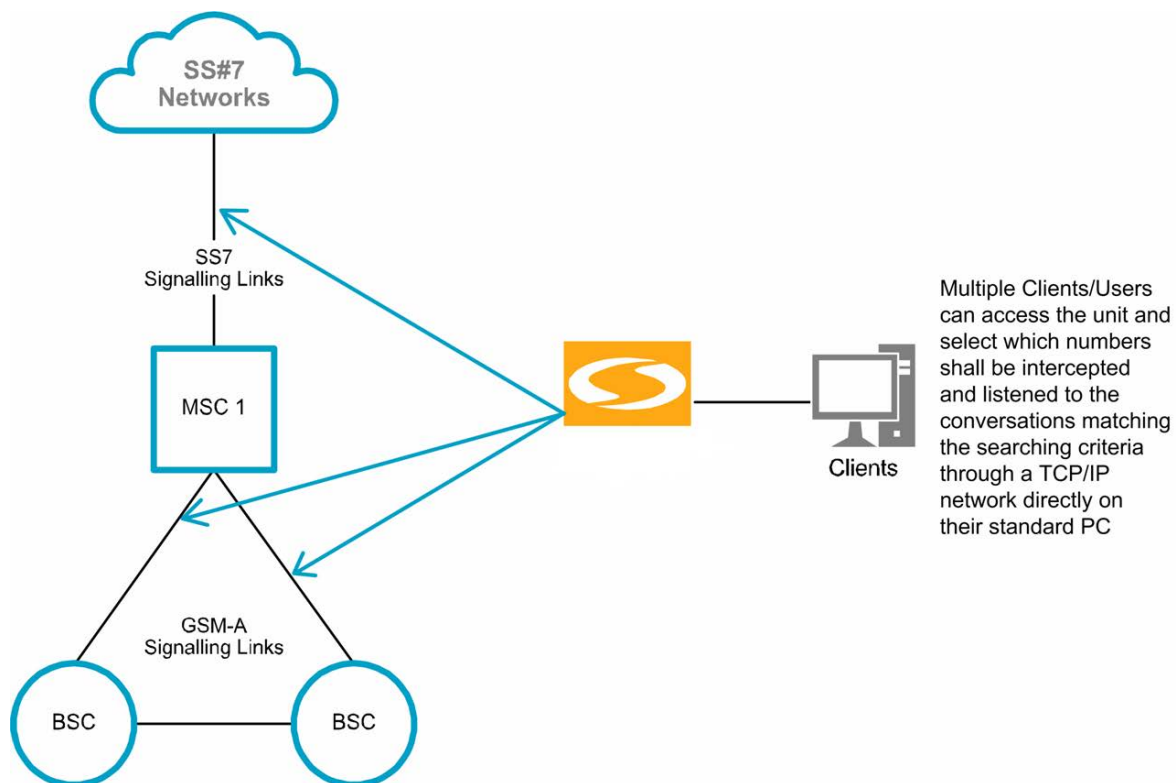 SS#7
Networks
SS7
Signalling Links
MSC 1
GSM-A
Signalling Links
BSC
BSC
Clients
Multiple Clients/Users
can access the unit and
select which numbers
shall be intercepted
and listened to the
conversations matching
the searching criteria
through a TCP/IP
network directly on
their standard PC